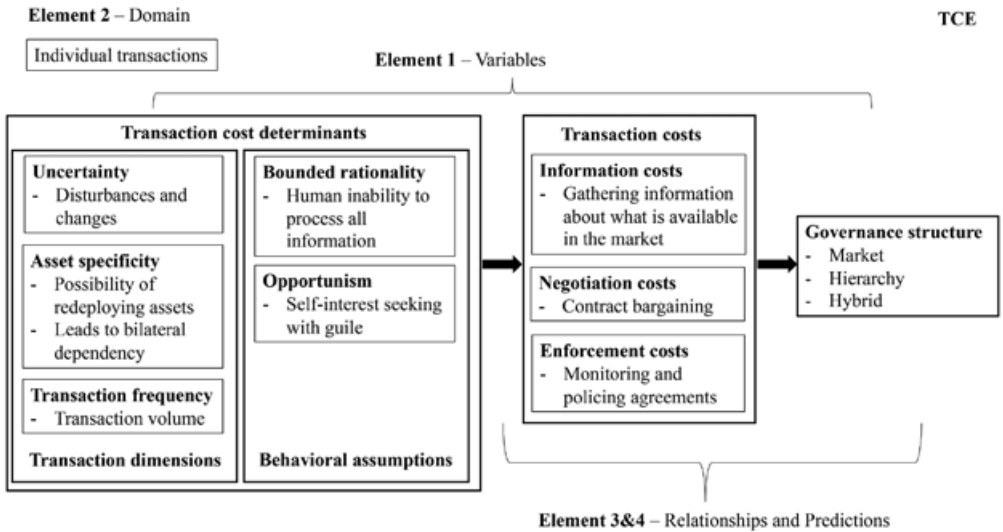 Element 2 – Domain
TCE
Individual transactions
Element 1 – Variables
Transaction cost determinants
Uncertainty
- Disturbances and
changes
Asset specificity
- Possibility of
redeploying assets
- Leads to bilateral
dependency
Transaction frequency
- Transaction volume
Transaction dimensions
Bounded rationality
- Human inability to
process all
information
Opportunism
- Self-interest seeking
with guile
Behavioral assumptions
Transaction costs
Information costs
- Gathering information
about what is available
in the market
Negotiation costs
- Contract bargaining
Enforcement costs
- Monitoring and
policing agreements
Governance structure
- Market
- Hierarchy
- Hybrid
Element 3&4 – Relationships and Predictions